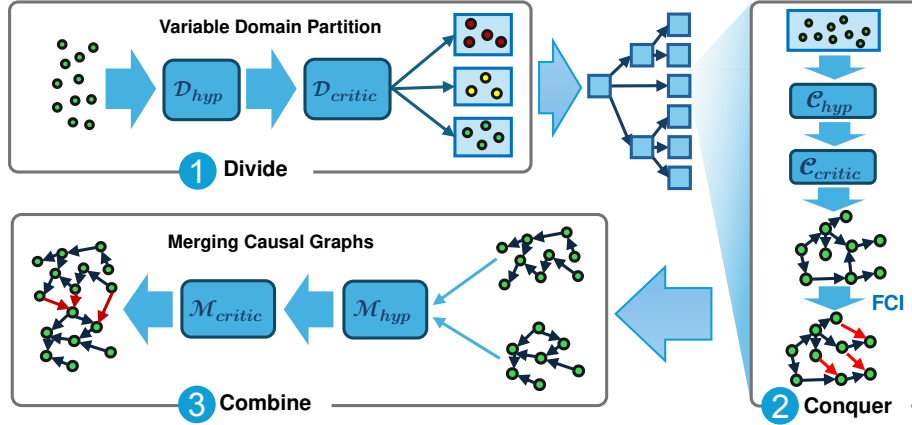 Variable Domain Partition
𝒟hyp
𝒟critic
1 Divide
𝒞hyp
𝒞critic
FCI
2 Conquer
Merging Causal Graphs
ℳcritic
ℳhyp
3 Combine